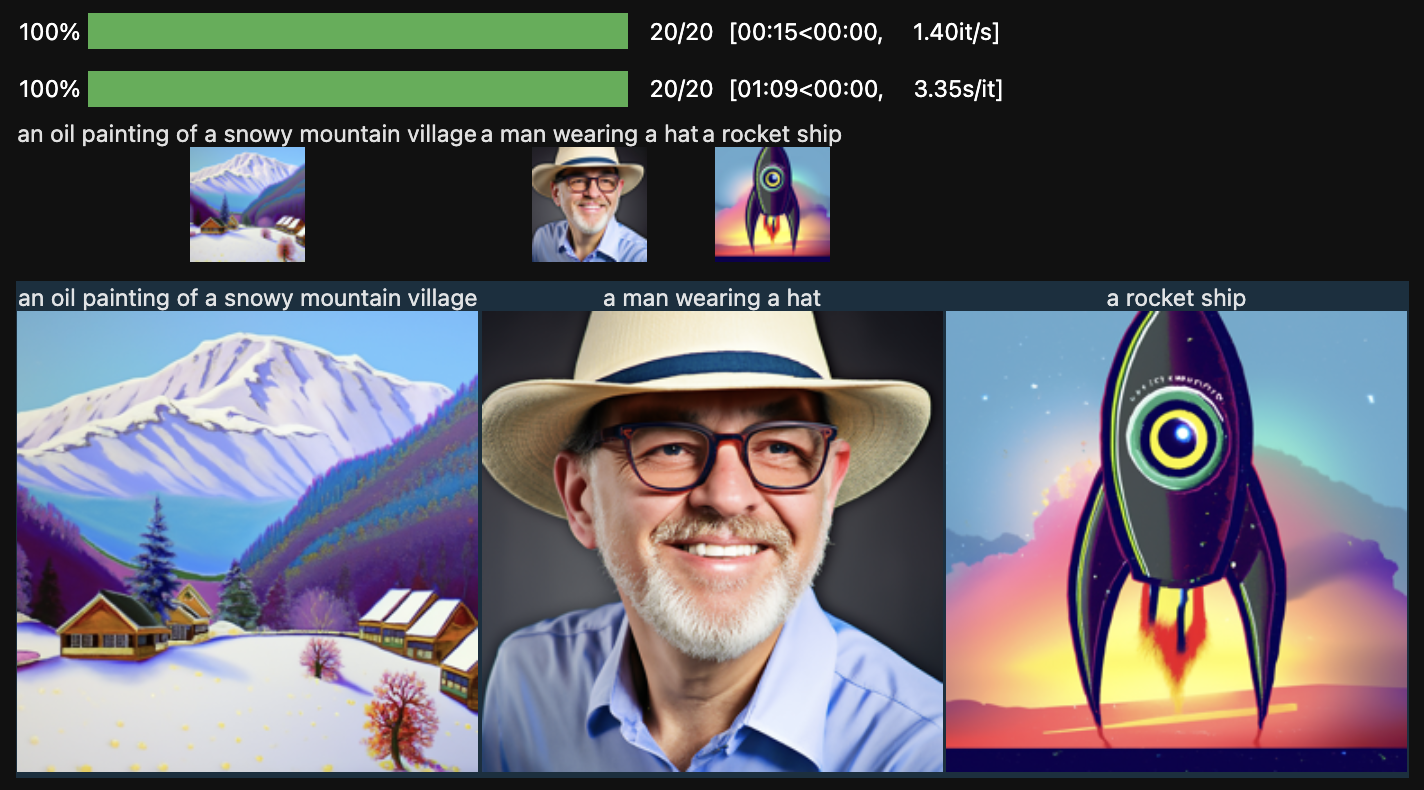 100% 20/20 [00:15<00:00, 1.40it/s]
100% 20/20 [01:09<00:00, 3.35s/it]
an oil painting of a snowy mountain village a man wearing a hat a rocket ship
an oil painting of a snowy mountain village a man wearing a hat a rocket ship